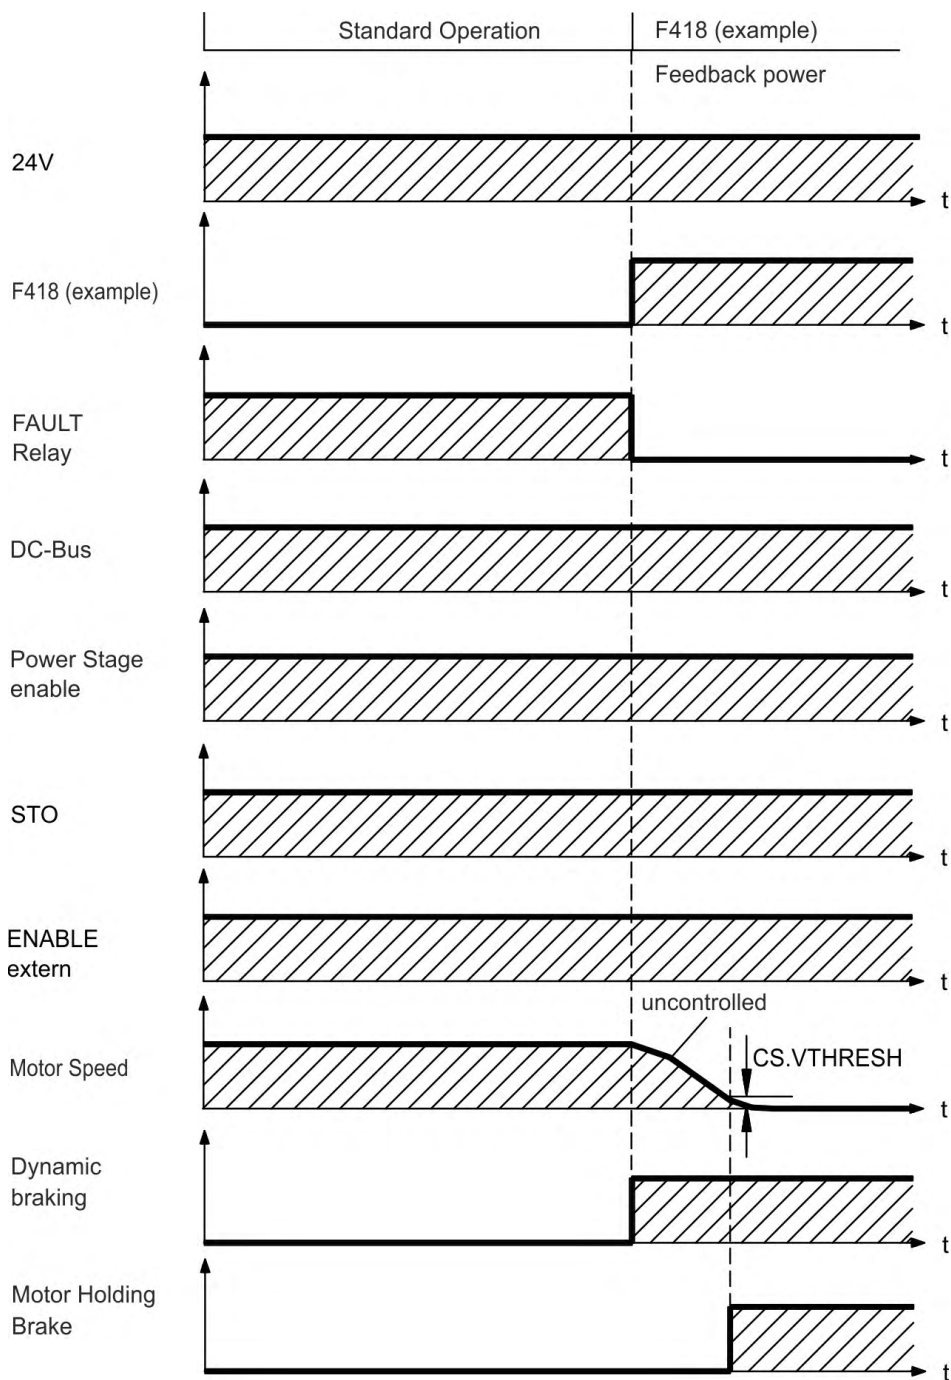 Standard Operation
F418 (example)
Feedback power
24V
t
F418 (example)
t
FAULT
Relay
t
DC-Bus
t
Power Stage
enable
t
STO
t
ENABLE
extern
t
uncontrolled
CS.VTHRESH
Motor Speed
t
Dynamic
braking
t
Motor Holding
Brake
t